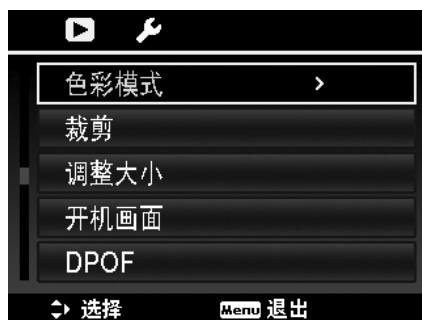 色彩模式
裁剪
调整大小
开机画面
DPOF
选择 Menu 退出